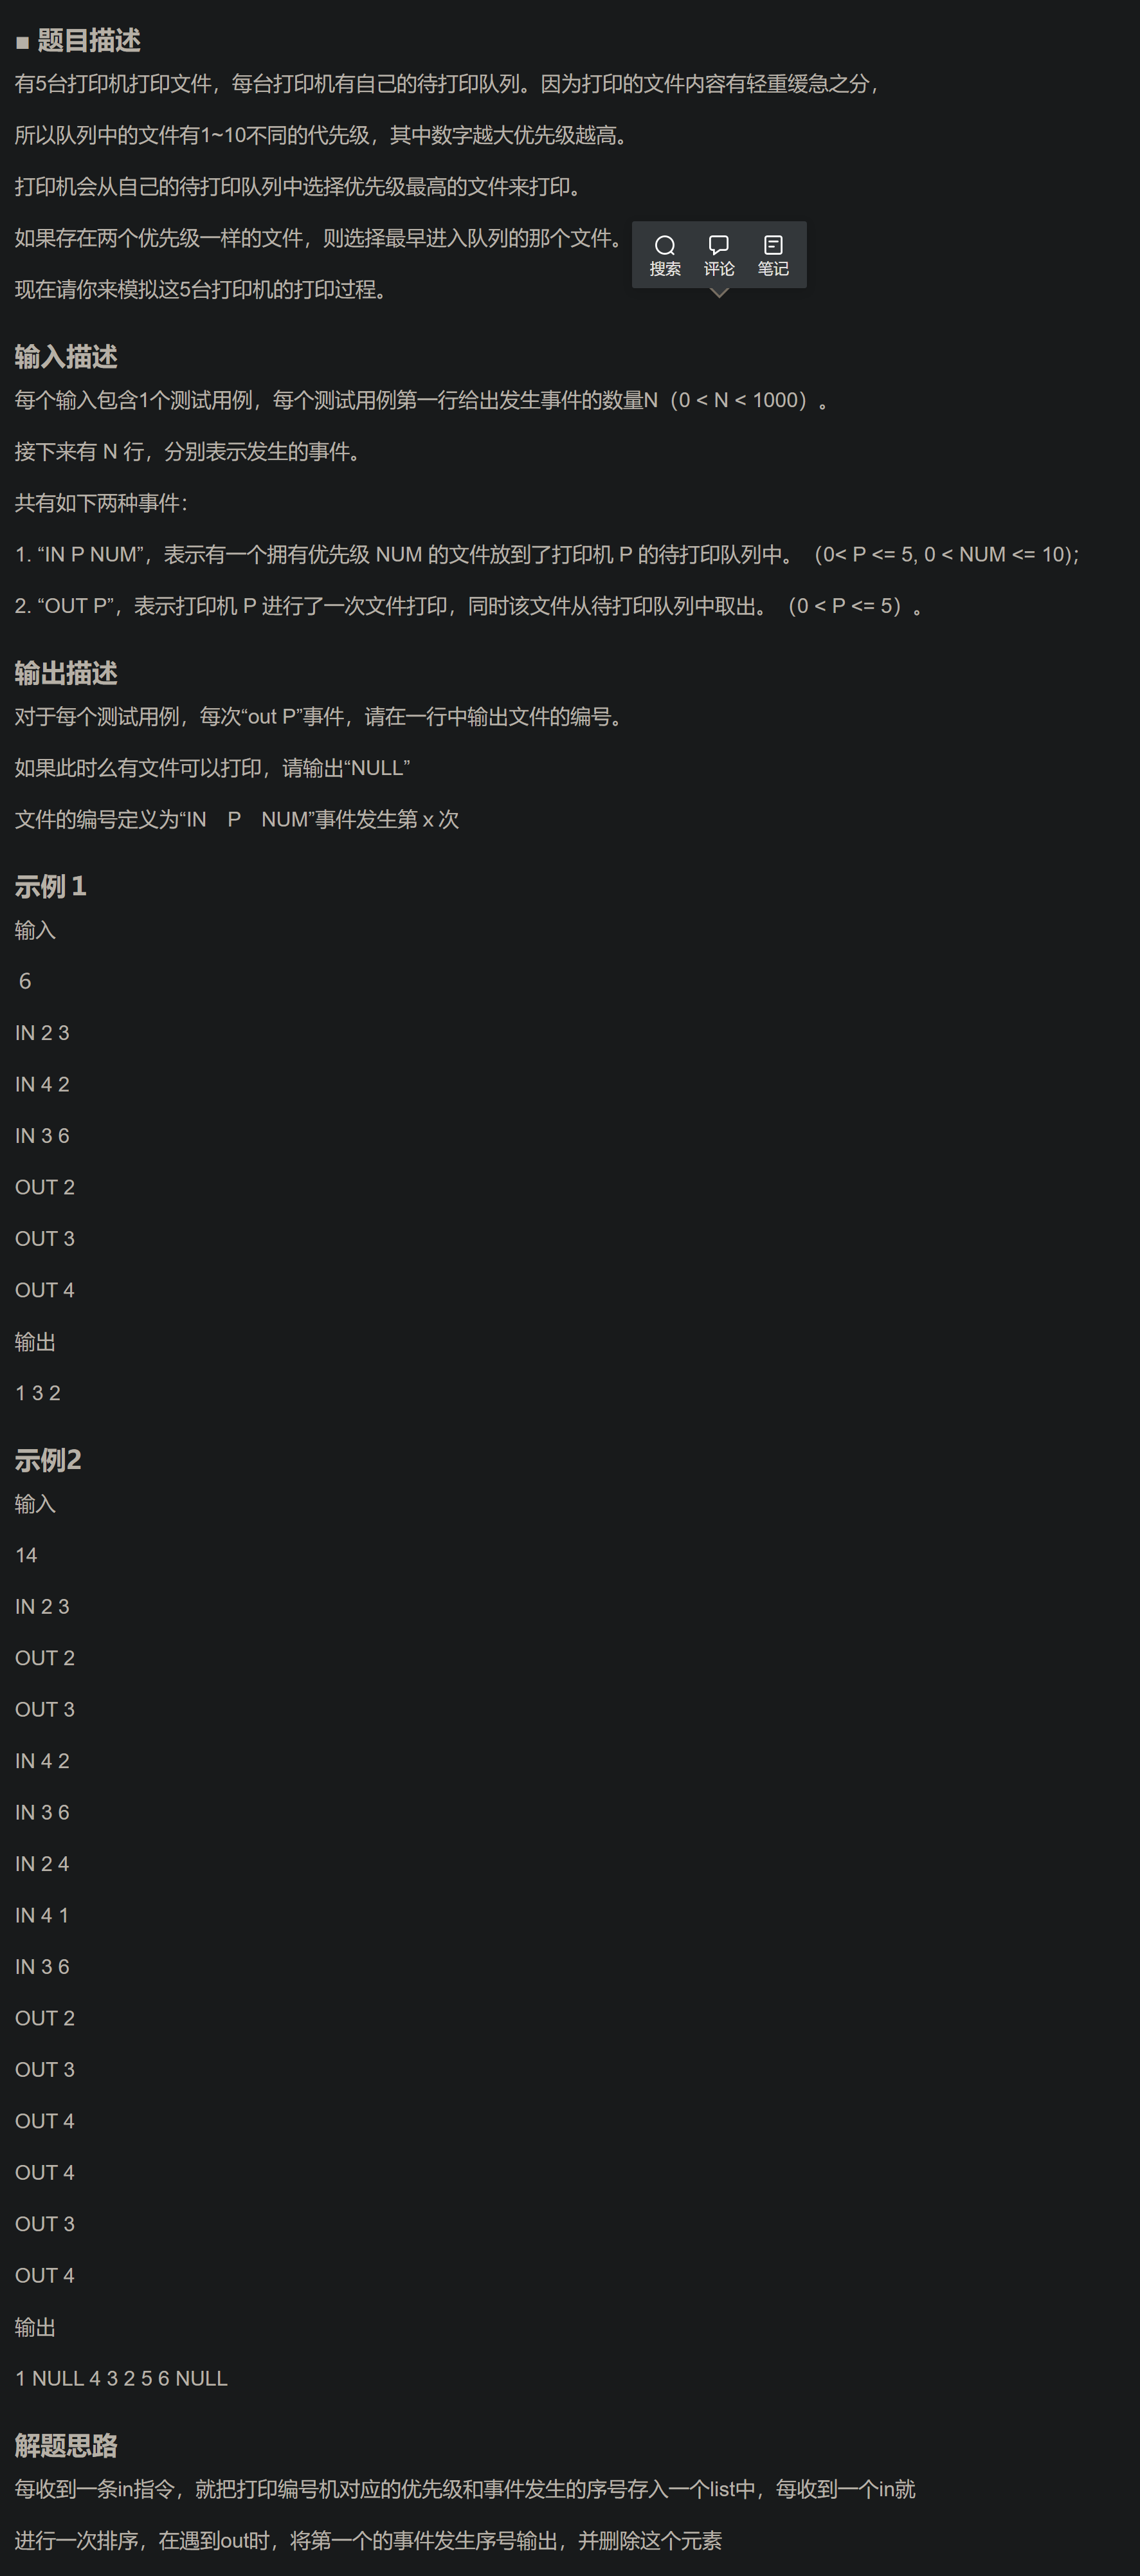 ■ 题目描述
有5台打印机打印文件，每台打印机有自己的待打印队列。因为打印的文件内容有轻重缓急之分，
所以队列中的文件有1~10不同的代先级，其中数字越大优先级越高。
打印机会从自己的待打印队列中选择优先级最高的文件来打印。
如果存在两个优先级一样的文件，则选择最早进入队列的那个文件。
搜索 评论 笔记
现在请你来模拟这5台打印机的打印过程。
输入描述
每个输入包含1个测试用例，每个测试用例第一行给出发生事件的数量N（0 < N < 1000）。
接下来有 N 行，分别表示发生的事件。
共有如下两种事件：
1. “IN P NUM”，表示有一个拥有优先级 NUM 的文件放到了打印机 P 的待打印队列中。（0< P <= 5, 0 < NUM <= 10);
2. “OUT P”，表示打印机 P 进行了一次文件打印，同时该文件从待打印队列中取出。（0 < P <= 5）。
输出描述
对于每个测试用例，每次“out P”事件，请在一行中输出文件的编号。
如果此时么有文件可以打印，请输出“NULL”
文件的编号定义为“IN P NUM”事件发生第 x 次
示例 1
输入
6
IN 2 3
IN 4 2
IN 3 6
OUT 2
OUT 3
OUT 4
输出
1 3 2
示例2
输入
14
IN 2 3
OUT 2
OUT 3
IN 4 2
IN 3 6
IN 2 4
IN 4 1
IN 3 6
OUT 2
OUT 3
OUT 4
OUT 4
OUT 3
OUT 4
输出
1 NULL 4 3 2 5 6 NULL
解题思路
每收到一条in指令，就把打印编号机对应的优先级和事件发生的序号存入一个list中，每收到一个in就
进行一次排序，在遇到out时，将第一个的事件发生序号输出，并删除这个元素